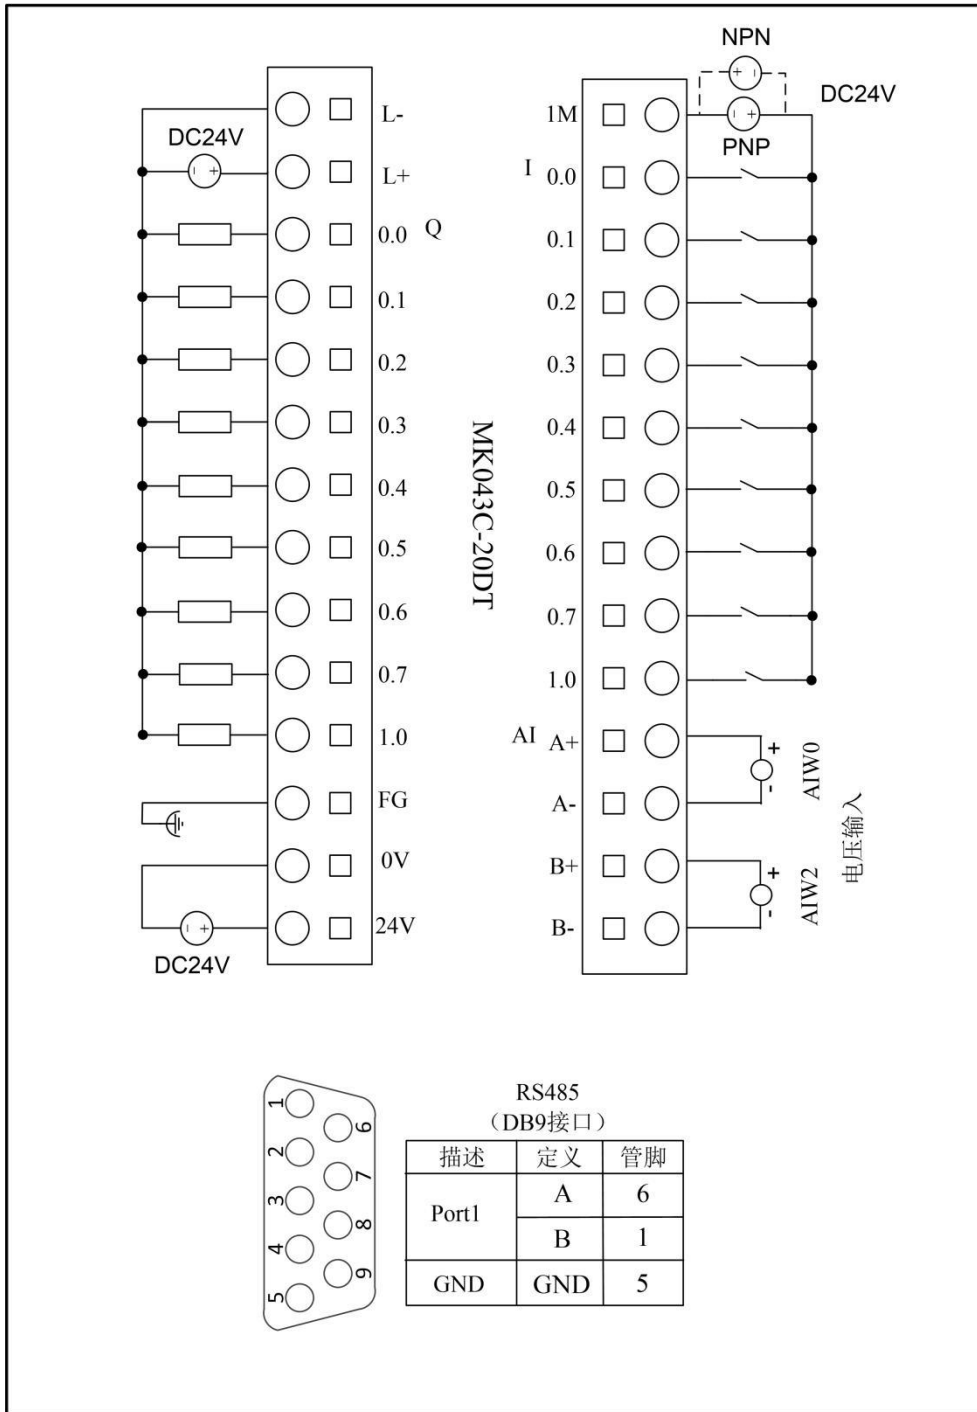 DC24V
L-
L+
0.0 Q
0.1
0.2
0.3
0.4
0.5
0.6
0.7
1.0
FG
0V
24V
DC24V
MK043C-20DT
NPN
DC24V
PNP
1M
I 0.0
0.1
0.2
0.3
0.4
0.5
0.6
0.7
1.0
AI A+
A-
B+
B-
AIW0
AIW2
电压输入
1
2
3
4
5
6
7
8
9
RS485
（DB9接口）
描述 定义 管脚
Port1 A 6
B 1
GND GND 5